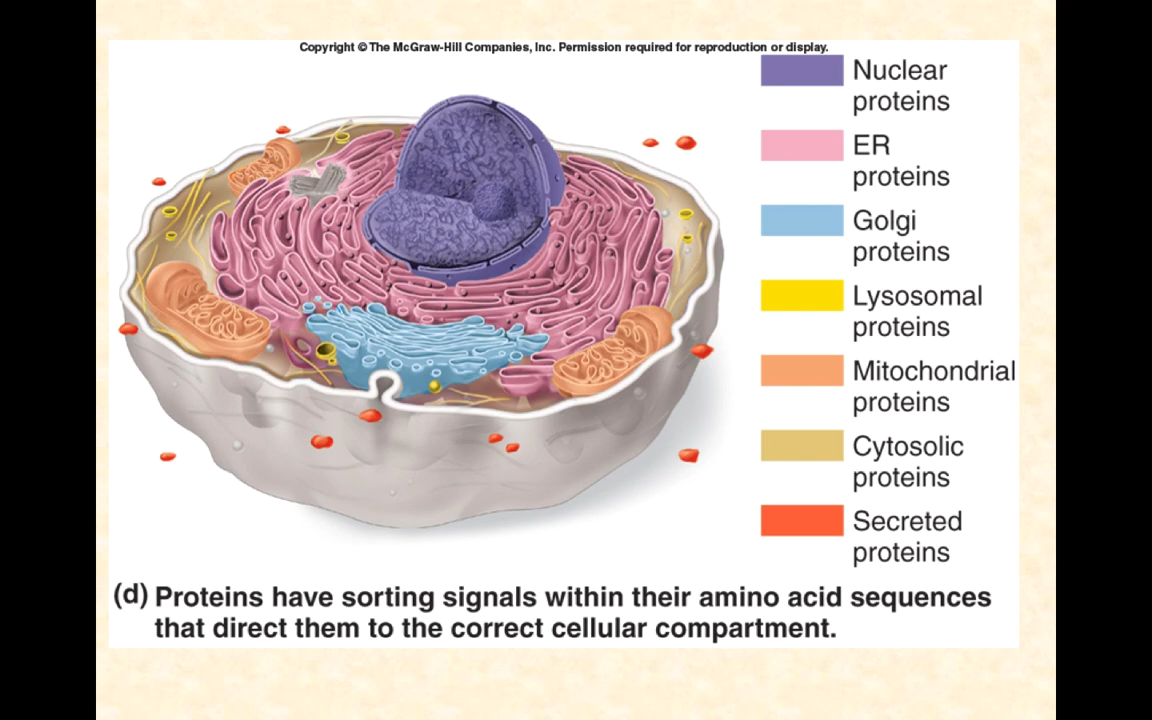 Copyright © The McGraw-Hill Companies, Inc. Permission required for reproduction or display.
Nuclear
proteins
ER
proteins
Golgi
proteins
Lysosomal
proteins
Mitochondrial
proteins
Cytosolic
proteins
Secreted
proteins
(d) Proteins have sorting signals within their amino acid sequences
that direct them to the correct cellular compartment.